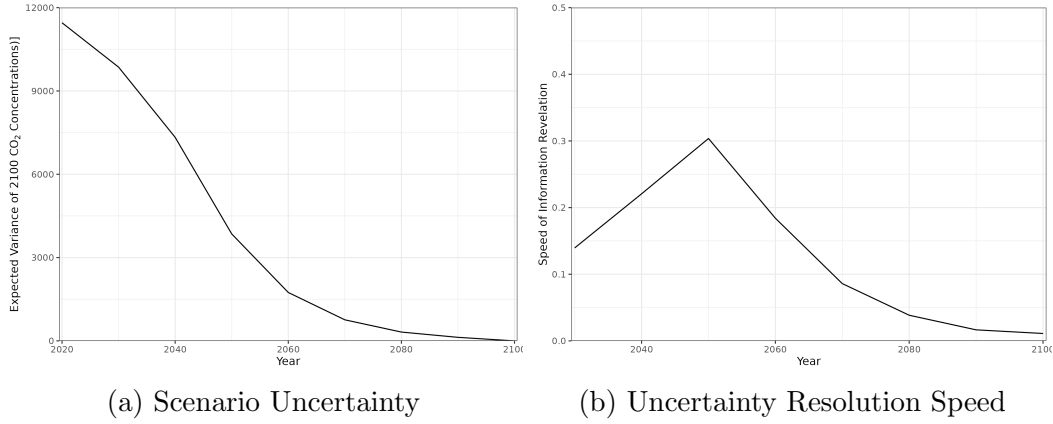 12000
9000
6000
3000
0
Expected Variance of 2100 CO₂ Concentrations)]
2020 2040 2060 2080 2100
Year
(a) Scenario Uncertainty
0.5
0.4
0.3
0.2
0.1
0.0
Speed of Information Revelation
2040 2060 2080 2100
Year
(b) Uncertainty Resolution Speed